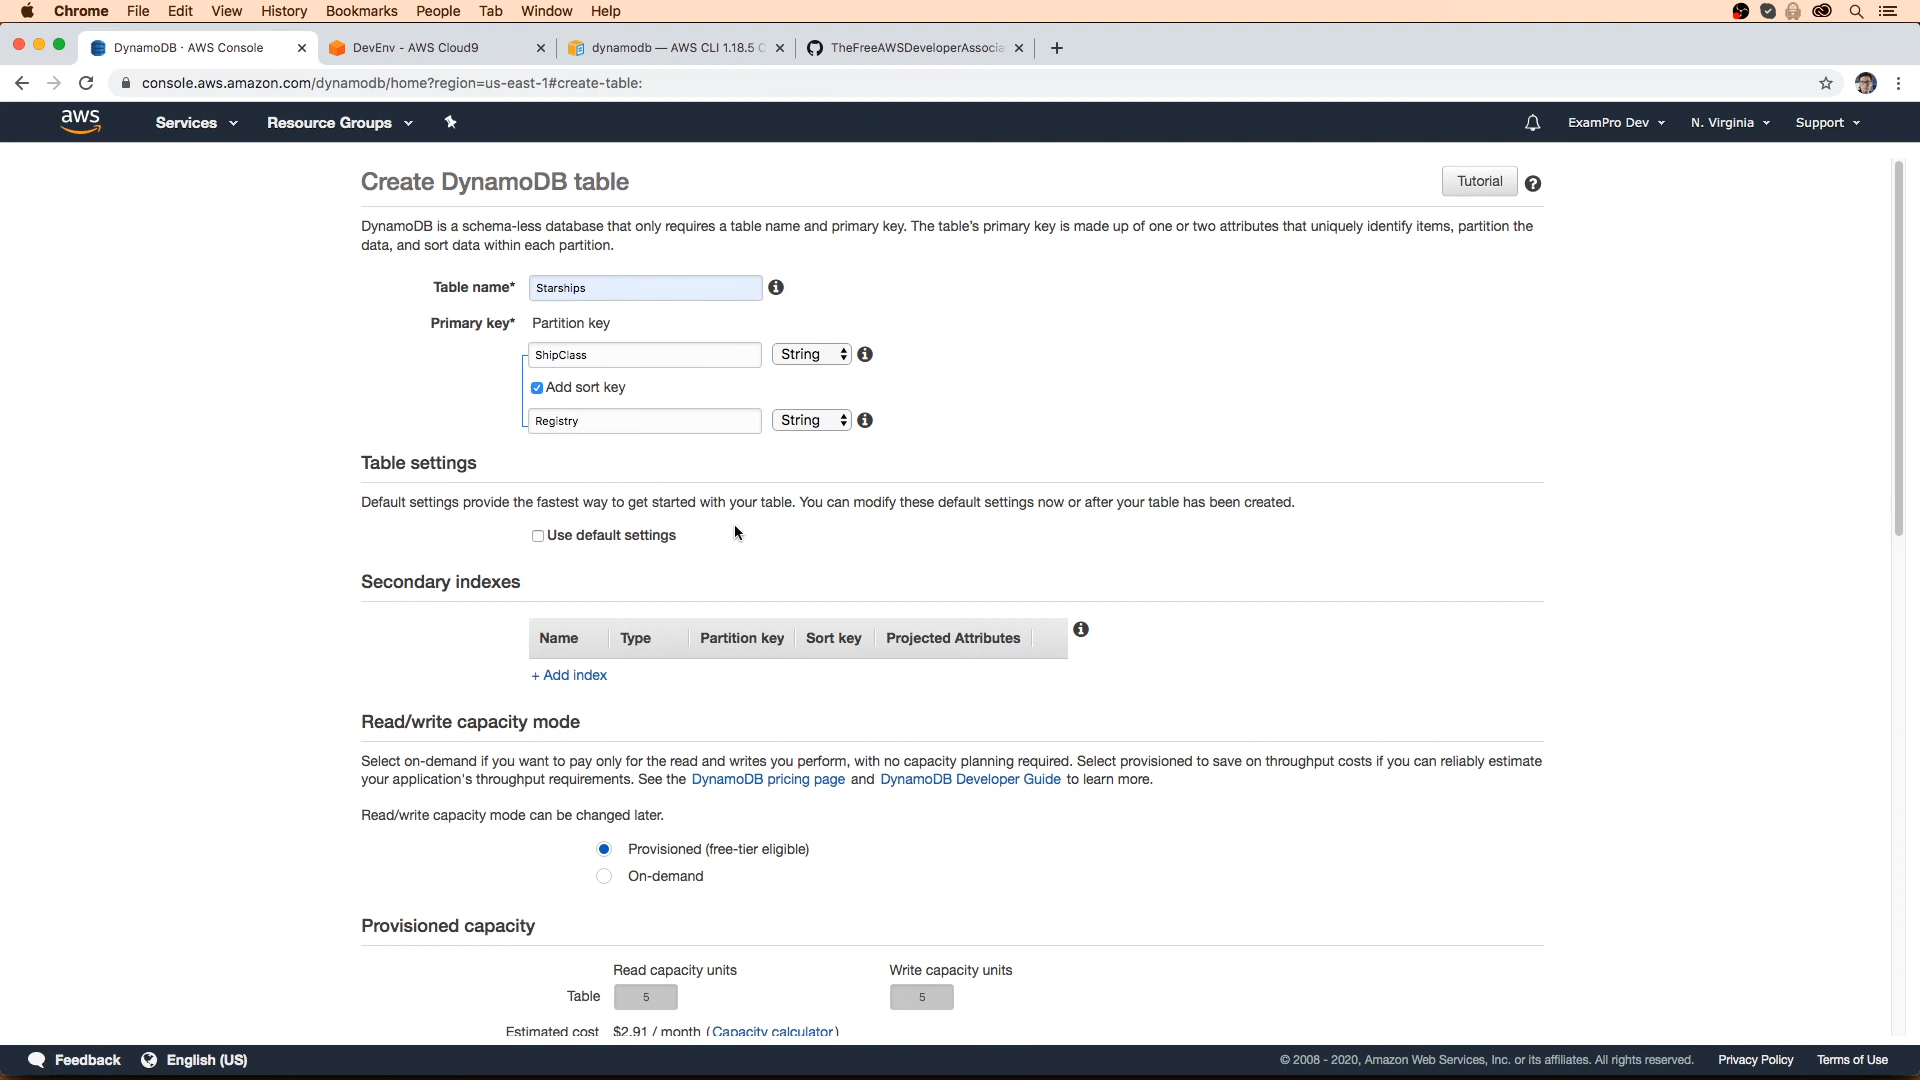 Chrome File Edit View History Bookmarks People Tab Window Help
DynamoDB · AWS Console
DevEnv - AWS Cloud9
dynamodb — AWS CLI 1.18.5
TheFreeAWSDeveloperAssocia
console.aws.amazon.com/dynamodb/home?region=us-east-1#create-table:
aws Services Resource Groups ExamPro Dev N. Virginia Support
Create DynamoDB table
Tutorial
DynamoDB is a schema-less database that only requires a table name and primary key. The table's primary key is made up of one or two attributes that uniquely identify items, partition the
data, and sort data within each partition.
Table name* Starships
Primary key* Partition key
ShipClass String
Add sort key
Registry String
Table settings
Default settings provide the fastest way to get started with your table. You can modify these default settings now or after your table has been created.
Use default settings
Secondary indexes
Name Type Partition key Sort key Projected Attributes
+ Add index
Read/write capacity mode
Select on-demand if you want to pay only for the read and writes you perform, with no capacity planning required. Select provisioned to save on throughput costs if you can reliably estimate
your application's throughput requirements. See the DynamoDB pricing page and DynamoDB Developer Guide to learn more.
Read/write capacity mode can be changed later.
Provisioned (free-tier eligible)
On-demand
Provisioned capacity
Read capacity units Write capacity units
Table 5 5
Estimated cost $2.91 / month (Capacity calculator)
Feedback English (US) © 2008 - 2020, Amazon Web Services, Inc. or its affiliates. All rights reserved. Privacy Policy Terms of Use